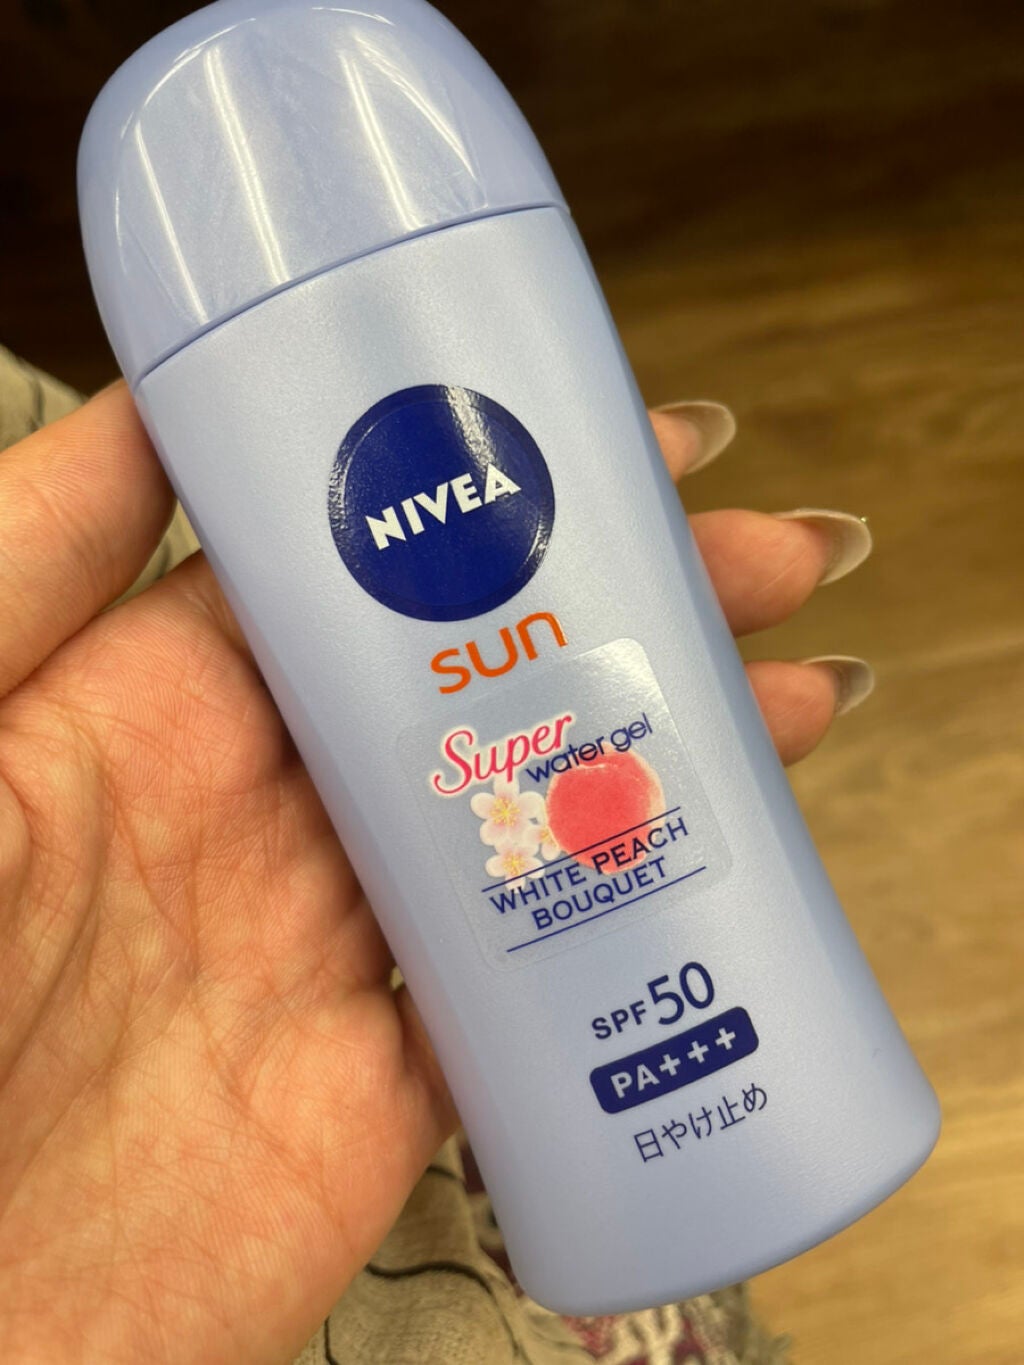 NIVEA
sun
Super
water gel
WHITE PEACH
BOUQUET
SPF50
PA+++
日やけ止め